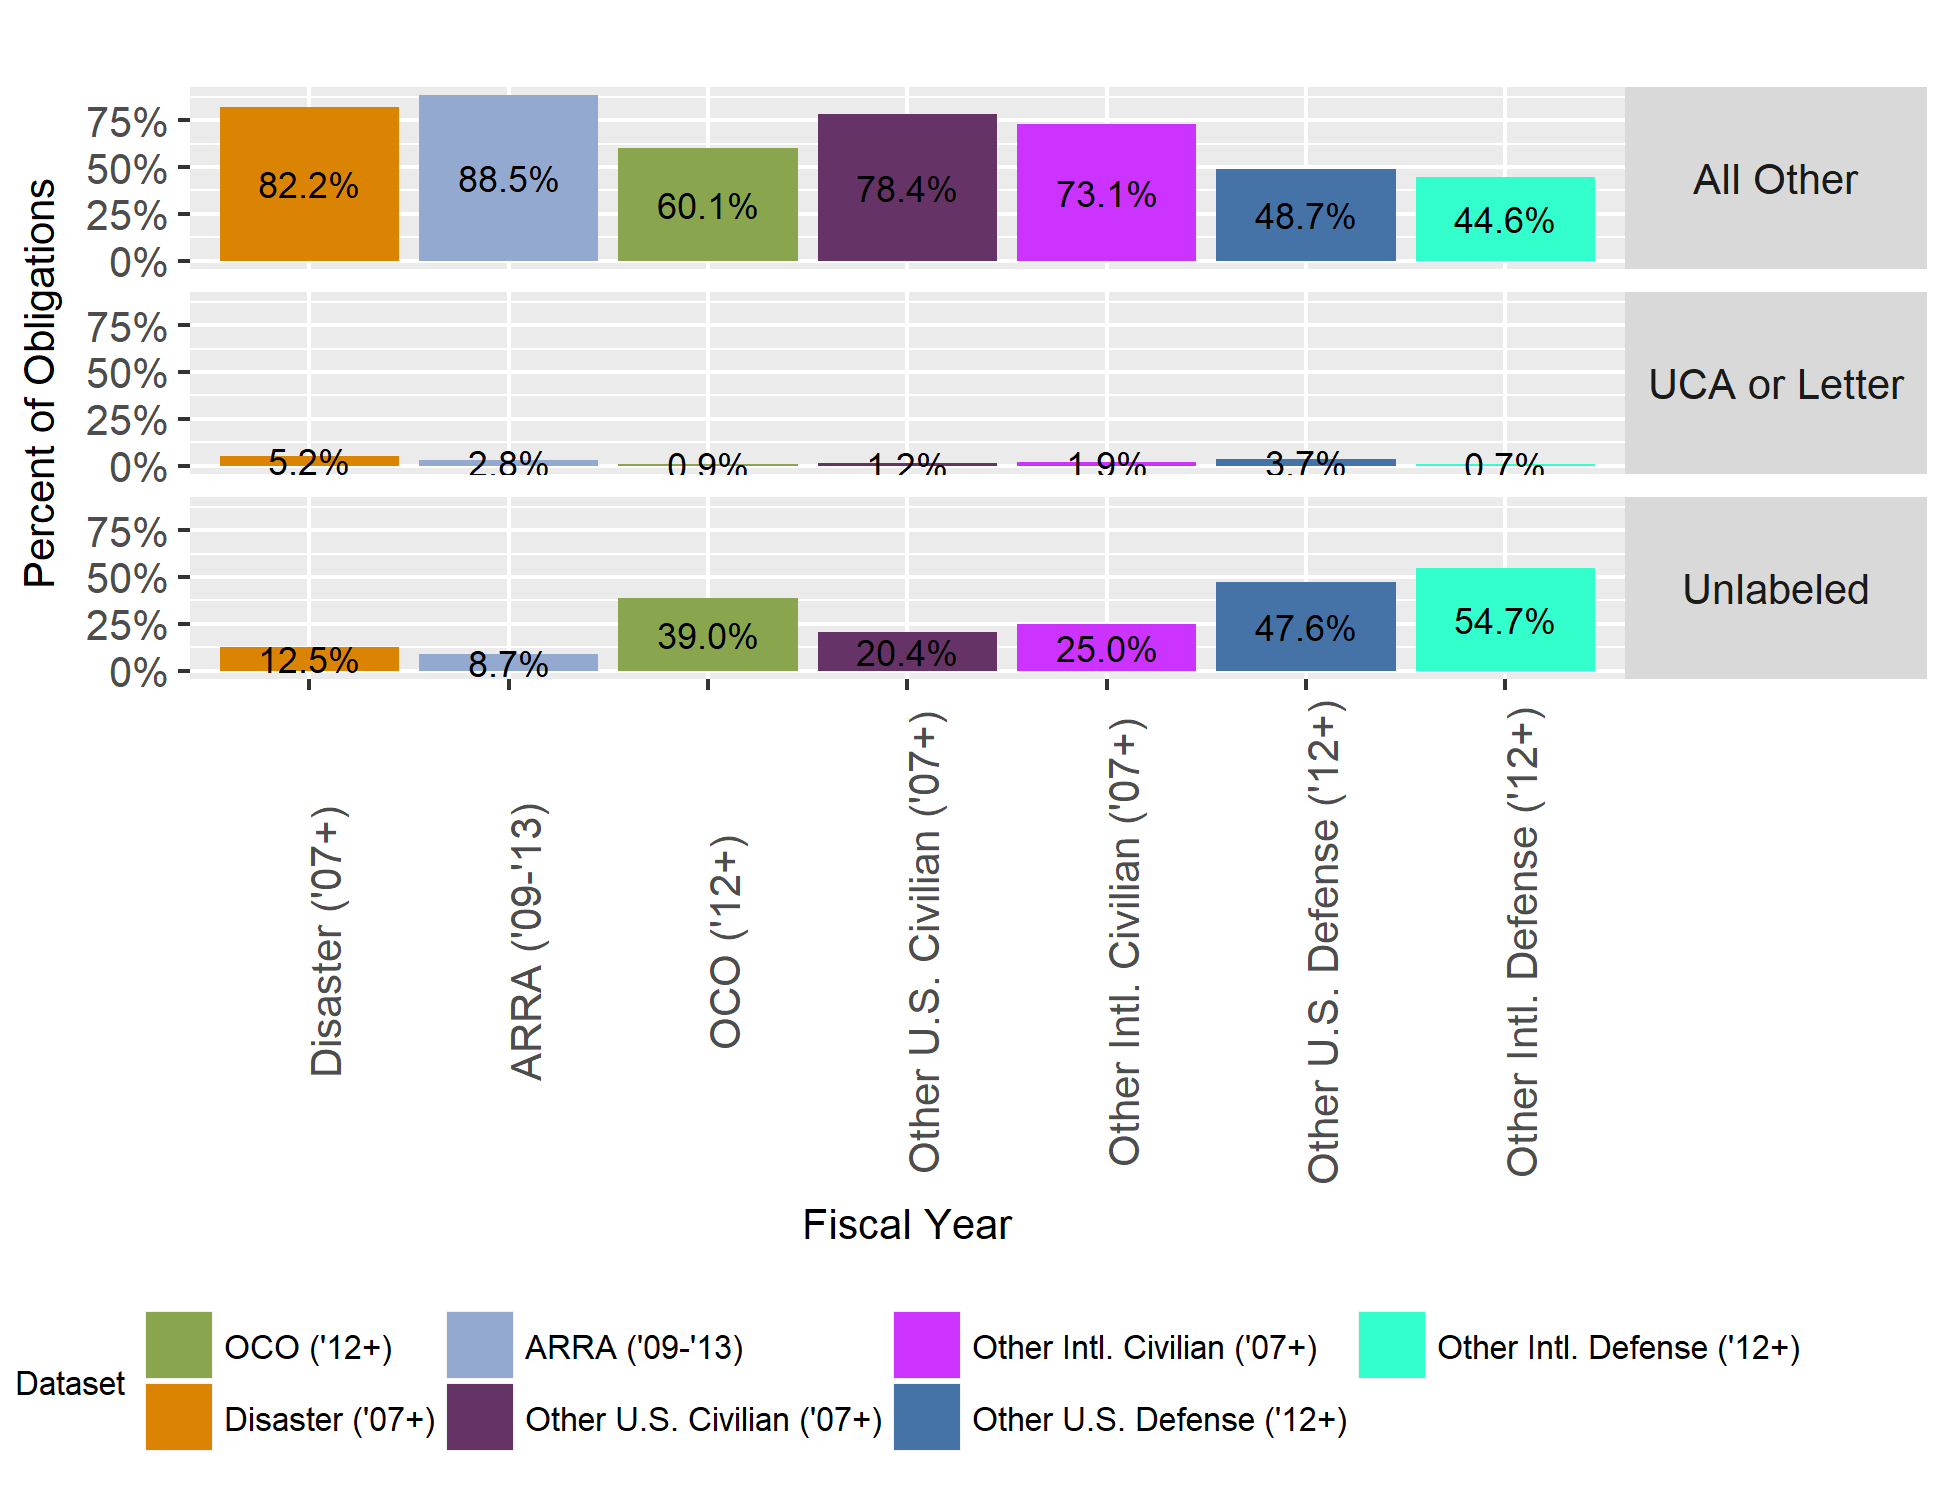 Percent of Obligations
75%
50%
25%
0%
82.2%
88.5%
60.1%
78.4%
73.1%
48.7%
44.6%
All Other
75%
50%
25%
0%
5.2%
2.8%
0.9%
1.2%
1.9%
3.7%
0.7%
UCA or Letter
75%
50%
25%
0%
12.5%
8.7%
39.0%
20.4%
25.0%
47.6%
54.7%
Unlabeled
Disaster ('07+)
ARRA ('09-'13)
OCO ('12+)
Other U.S. Civilian ('07+)
Other Intl. Civilian ('07+)
Other U.S. Defense ('12+)
Other Intl. Defense ('12+)
Fiscal Year
Dataset
OCO ('12+)
ARRA ('09-'13)
Other Intl. Civilian ('07+)
Other Intl. Defense ('12+)
Disaster ('07+)
Other U.S. Civilian ('07+)
Other U.S. Defense ('12+)